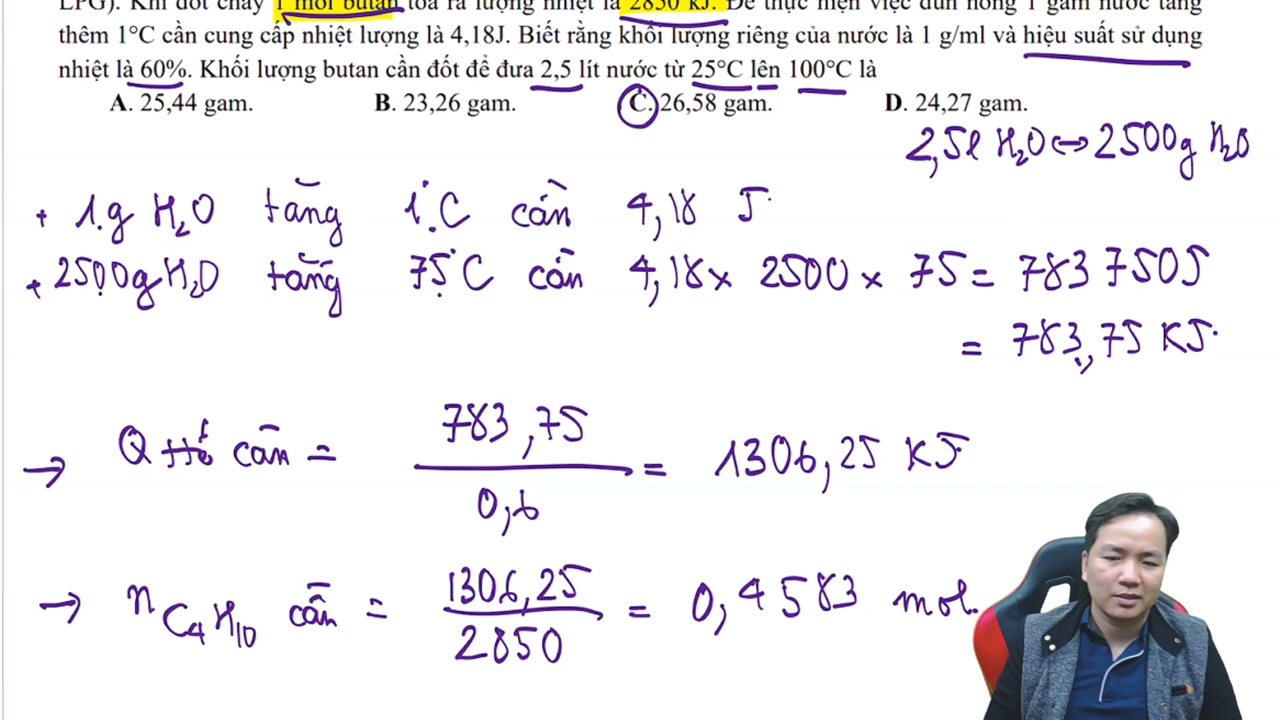 LPG). Khi đốt cháy 1 mol butan tỏa ra lượng nhiệt là 2850 kJ. Để thực hiện việc đun nóng 1 gam nước tăng
thêm 1°C cần cung cấp nhiệt lượng là 4,18J. Biết rằng khối lượng riêng của nước là 1 g/ml và hiệu suất sử dụng
nhiệt là 60%. Khối lượng butan cần đốt để đưa 2,5 lít nước từ 25°C lên 100°C là
A. 25,44 gam. B. 23,26 gam. C. 26,58 gam. D. 24,27 gam.
2,5l H₂O ↔ 2500g H₂O
+ 1.g H₂O tăng 1°C cần 4,18 J.
+ 2500g H₂O tăng 75°C cần 4,18 × 2500 × 75 = 783 750J
= 783,75 KJ.
→ Q ttế cần = 783,75 / 0,6 = 1306,25 KJ
→ n C₄H₁₀ cần = 1306,25 / 2850 = 0,4583 mol.